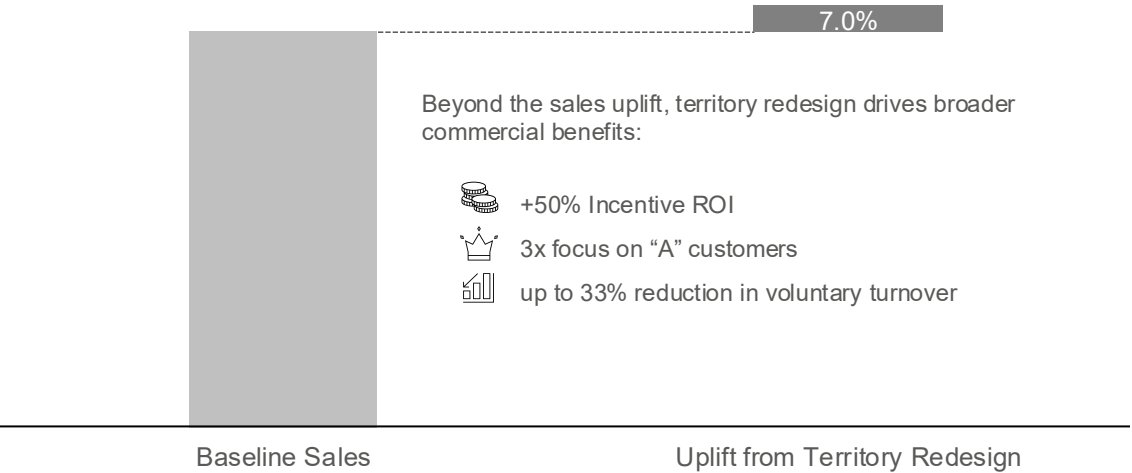 7.0%
Beyond the sales uplift, territory redesign drives broader
commercial benefits:
+50% Incentive ROI
3x focus on “A” customers
up to 33% reduction in voluntary turnover
Baseline Sales
Uplift from Territory Redesign